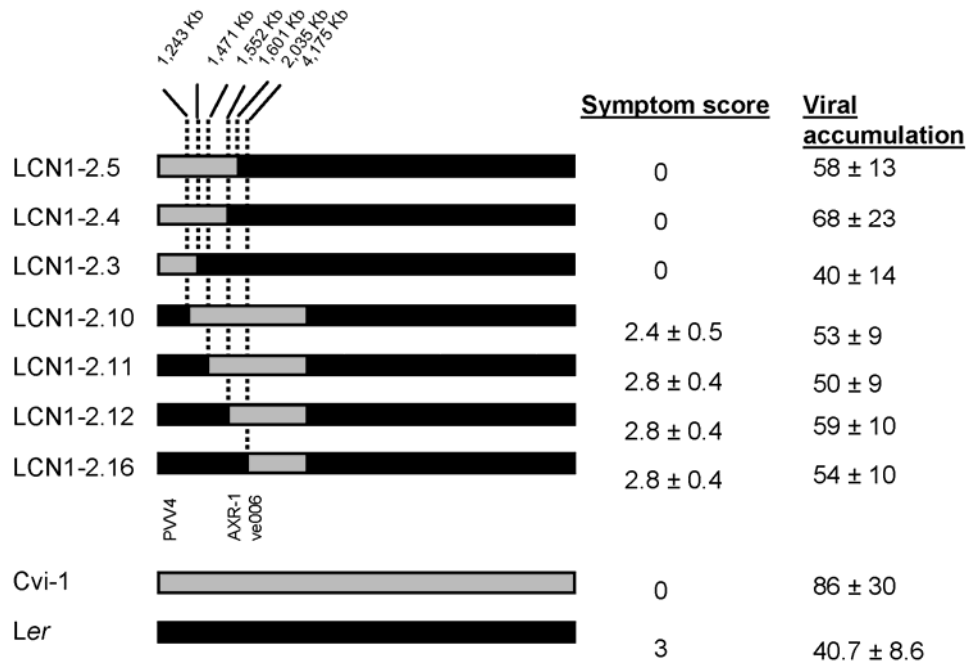 1,243 Kb
1,471 Kb
1,552 Kb
1,601 Kb
2,035 Kb
4,175 Kb
Symptom score
Viral
accumulation
LCN1-2.5 0 58 ± 13
LCN1-2.4 0 68 ± 23
LCN1-2.3 0 40 ± 14
LCN1-2.10 2.4 ± 0.5 53 ± 9
LCN1-2.11 2.8 ± 0.4 50 ± 9
LCN1-2.12 2.8 ± 0.4 59 ± 10
LCN1-2.16 2.8 ± 0.4 54 ± 10
PVV4
AXR-1
ve006
Cvi-1 0 86 ± 30
Ler 3 40.7 ± 8.6